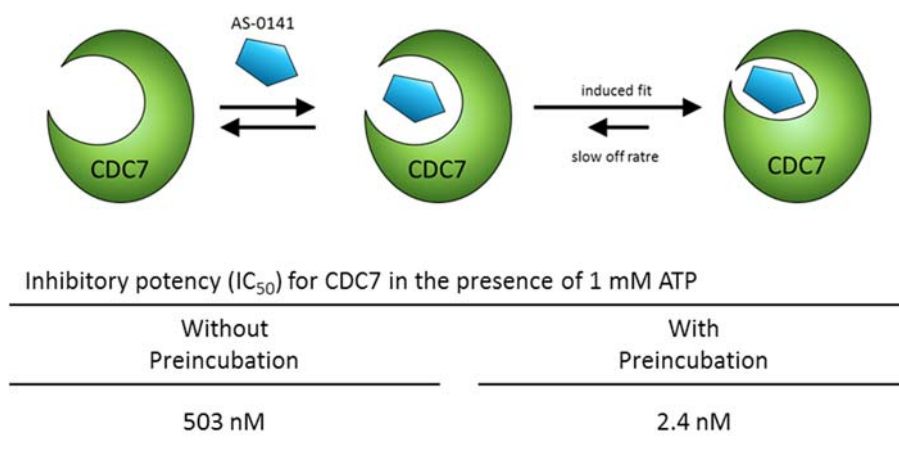 AS-0141
CDC7
CDC7
induced fit
slow off ratre
CDC7
Inhibitory potency (IC50) for CDC7 in the presence of 1 mM ATP
Without
Preincubation
With
Preincubation
503 nM
2.4 nM